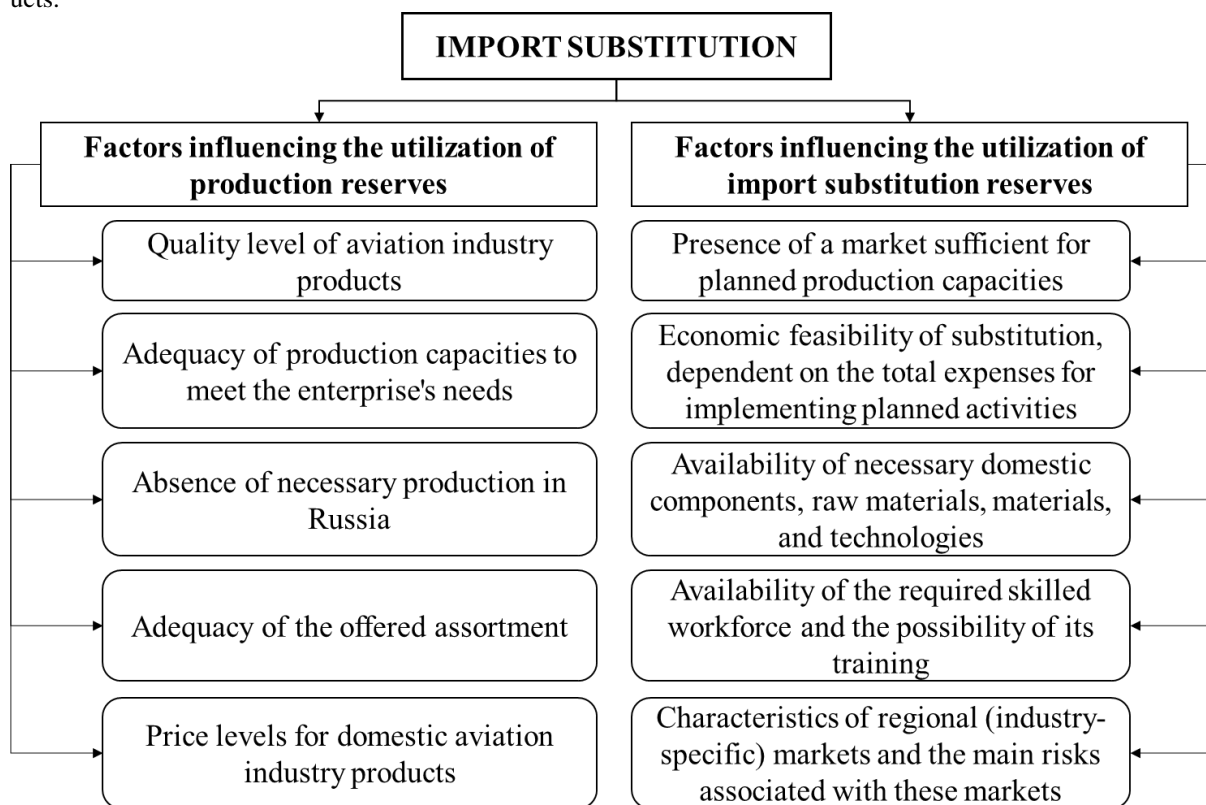 ucts.
IMPORT SUBSTITUTION
Factors influencing the utilization of
production reserves
Quality level of aviation industry
products
Adequacy of production capacities to
meet the enterprise's needs
Absence of necessary production in
Russia
Adequacy of the offered assortment
Price levels for domestic aviation
industry products
Factors influencing the utilization of
import substitution reserves
Presence of a market sufficient for
planned production capacities
Economic feasibility of substitution,
dependent on the total expenses for
implementing planned activities
Availability of necessary domestic
components, raw materials, materials,
and technologies
Availability of the required skilled
workforce and the possibility of its
training
Characteristics of regional (industry-
specific) markets and the main risks
associated with these markets